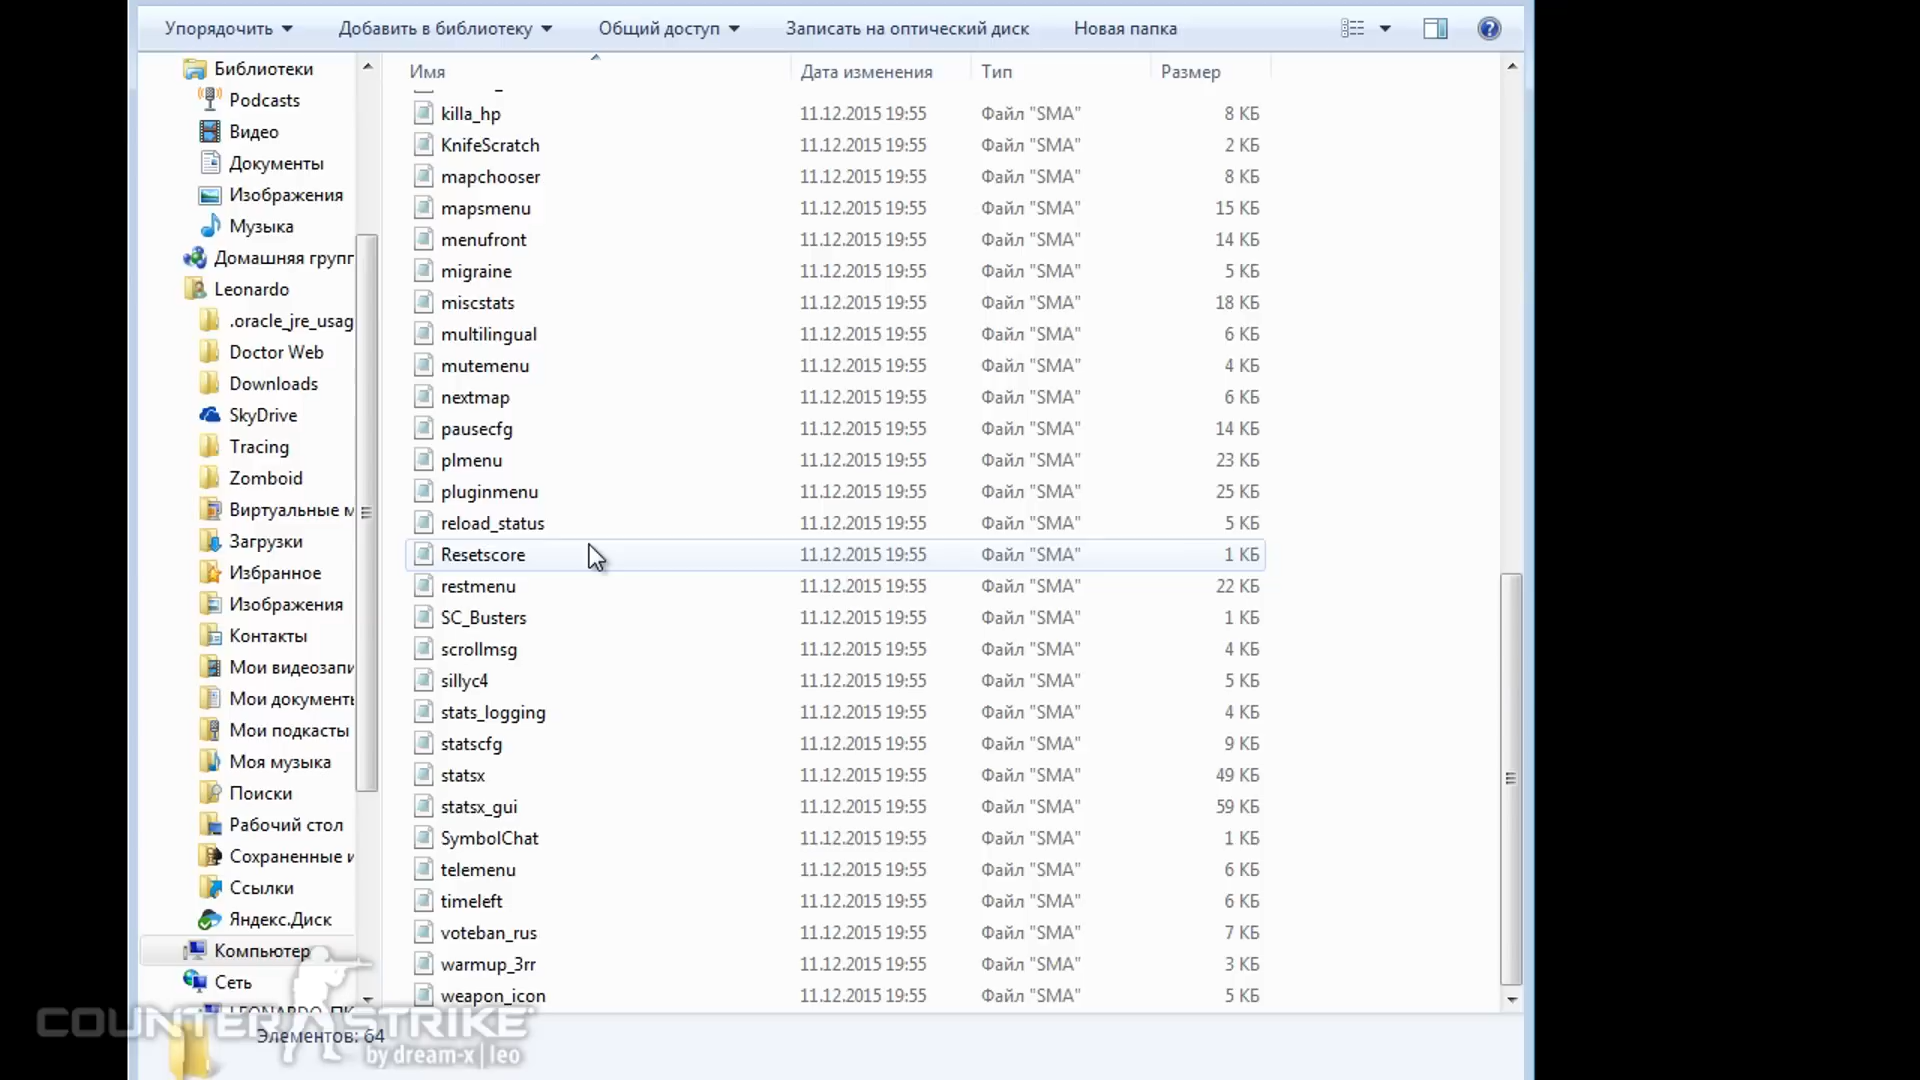 Упорядочить Добавить в библиотеку Общий доступ Записать на оптический диск Новая папка
Библиотеки
Podcasts
Видео
Документы
Изображения
Музыка
Домашняя групп
Leonardo
.oracle_jre_usag
Doctor Web
Downloads
SkyDrive
Tracing
Zomboid
Виртуальные м
Загрузки
Избранное
Изображения
Контакты
Мои видеозапи
Мои документы
Мои подкасты
Моя музыка
Поиски
Рабочий стол
Сохраненные и
Ссылки
Яндекс.Диск
Компьютер
Сеть
Имя Дата изменения Тип Размер
killa_hp 11.12.2015 19:55 Файл "SMA" 8 КБ
KnifeScratch 11.12.2015 19:55 Файл "SMA" 2 КБ
mapchooser 11.12.2015 19:55 Файл "SMA" 8 КБ
mapsmenu 11.12.2015 19:55 Файл "SMA" 15 КБ
menufront 11.12.2015 19:55 Файл "SMA" 14 КБ
migraine 11.12.2015 19:55 Файл "SMA" 5 КБ
miscstats 11.12.2015 19:55 Файл "SMA" 18 КБ
multilingual 11.12.2015 19:55 Файл "SMA" 6 КБ
mutemenu 11.12.2015 19:55 Файл "SMA" 4 КБ
nextmap 11.12.2015 19:55 Файл "SMA" 6 КБ
pausecfg 11.12.2015 19:55 Файл "SMA" 14 КБ
plmenu 11.12.2015 19:55 Файл "SMA" 23 КБ
pluginmenu 11.12.2015 19:55 Файл "SMA" 25 КБ
reload_status 11.12.2015 19:55 Файл "SMA" 5 КБ
Resetscore 11.12.2015 19:55 Файл "SMA" 1 КБ
restmenu 11.12.2015 19:55 Файл "SMA" 22 КБ
SC_Busters 11.12.2015 19:55 Файл "SMA" 1 КБ
scrollmsg 11.12.2015 19:55 Файл "SMA" 4 КБ
sillyc4 11.12.2015 19:55 Файл "SMA" 5 КБ
stats_logging 11.12.2015 19:55 Файл "SMA" 4 КБ
statscfg 11.12.2015 19:55 Файл "SMA" 9 КБ
statsx 11.12.2015 19:55 Файл "SMA" 49 КБ
statsx_gui 11.12.2015 19:55 Файл "SMA" 59 КБ
SymbolChat 11.12.2015 19:55 Файл "SMA" 1 КБ
telemenu 11.12.2015 19:55 Файл "SMA" 6 КБ
timeleft 11.12.2015 19:55 Файл "SMA" 6 КБ
voteban_rus 11.12.2015 19:55 Файл "SMA" 7 КБ
warmup_3rr 11.12.2015 19:55 Файл "SMA" 3 КБ
weapon_icon 11.12.2015 19:55 Файл "SMA" 5 КБ
Элементов: 64
COUNTER STRIKE
by dream-x | leo